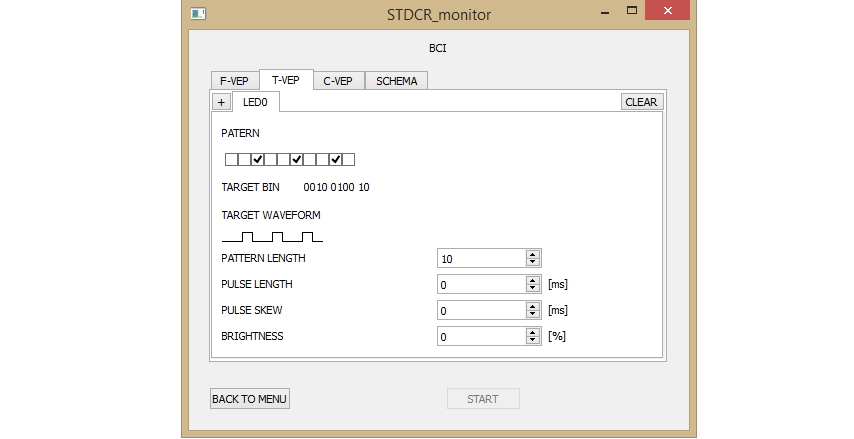 STDCR_monitor
BCI
F-VEP T-VEP C-VEP SCHEMA
+ LED0 CLEAR
PATERN
TARGET BIN 0010 0100 10
TARGET WAVEFORM
PATTERN LENGTH 10
PULSE LENGTH 0 [ms]
PULSE SKEW 0 [ms]
BRIGHTNESS 0 [%]
BACK TO MENU START